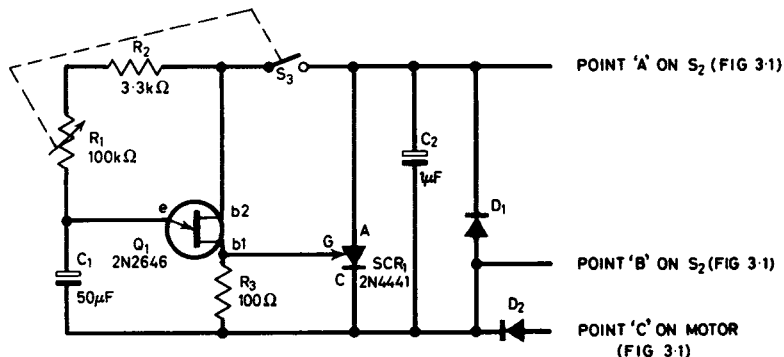 R2
3·3kΩ
S3
POINT 'A' ON S2 (FIG 3·1)
R1
100kΩ
C2
1µF
e
b2
D1
Q1
2N2646
b1
G
A
C
SCR1
2N4441
C1
50µF
R3
100Ω
POINT 'B' ON S2 (FIG 3·1)
D2
POINT 'C' ON MOTOR
(FIG 3·1)